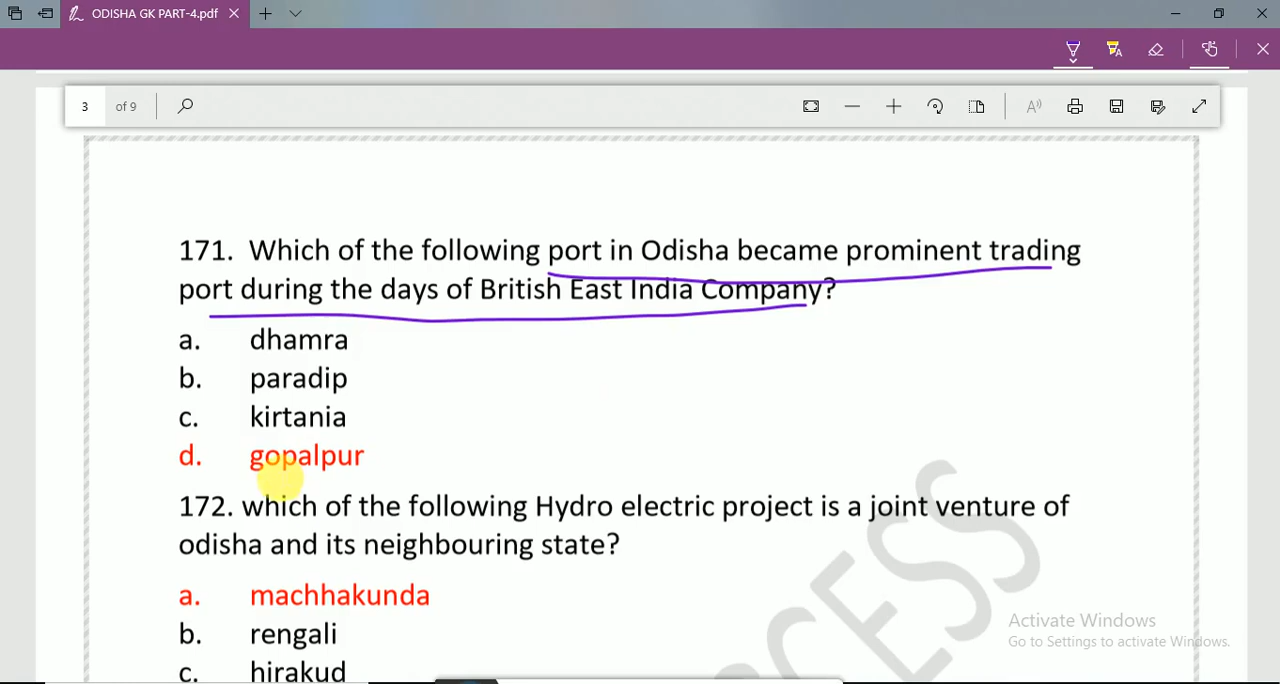 ODISHA GK PART-4.pdf
3 of 9
171. Which of the following port in Odisha became prominent trading
port during the days of British East India Company?
a. dhamra
b. paradip
c. kirtania
d. gopalpur
172. which of the following Hydro electric project is a joint venture of
odisha and its neighbouring state?
a. machhakunda
b. rengali
c. hirakud
CESS
Activate Windows
Go to Settings to activate Windows.